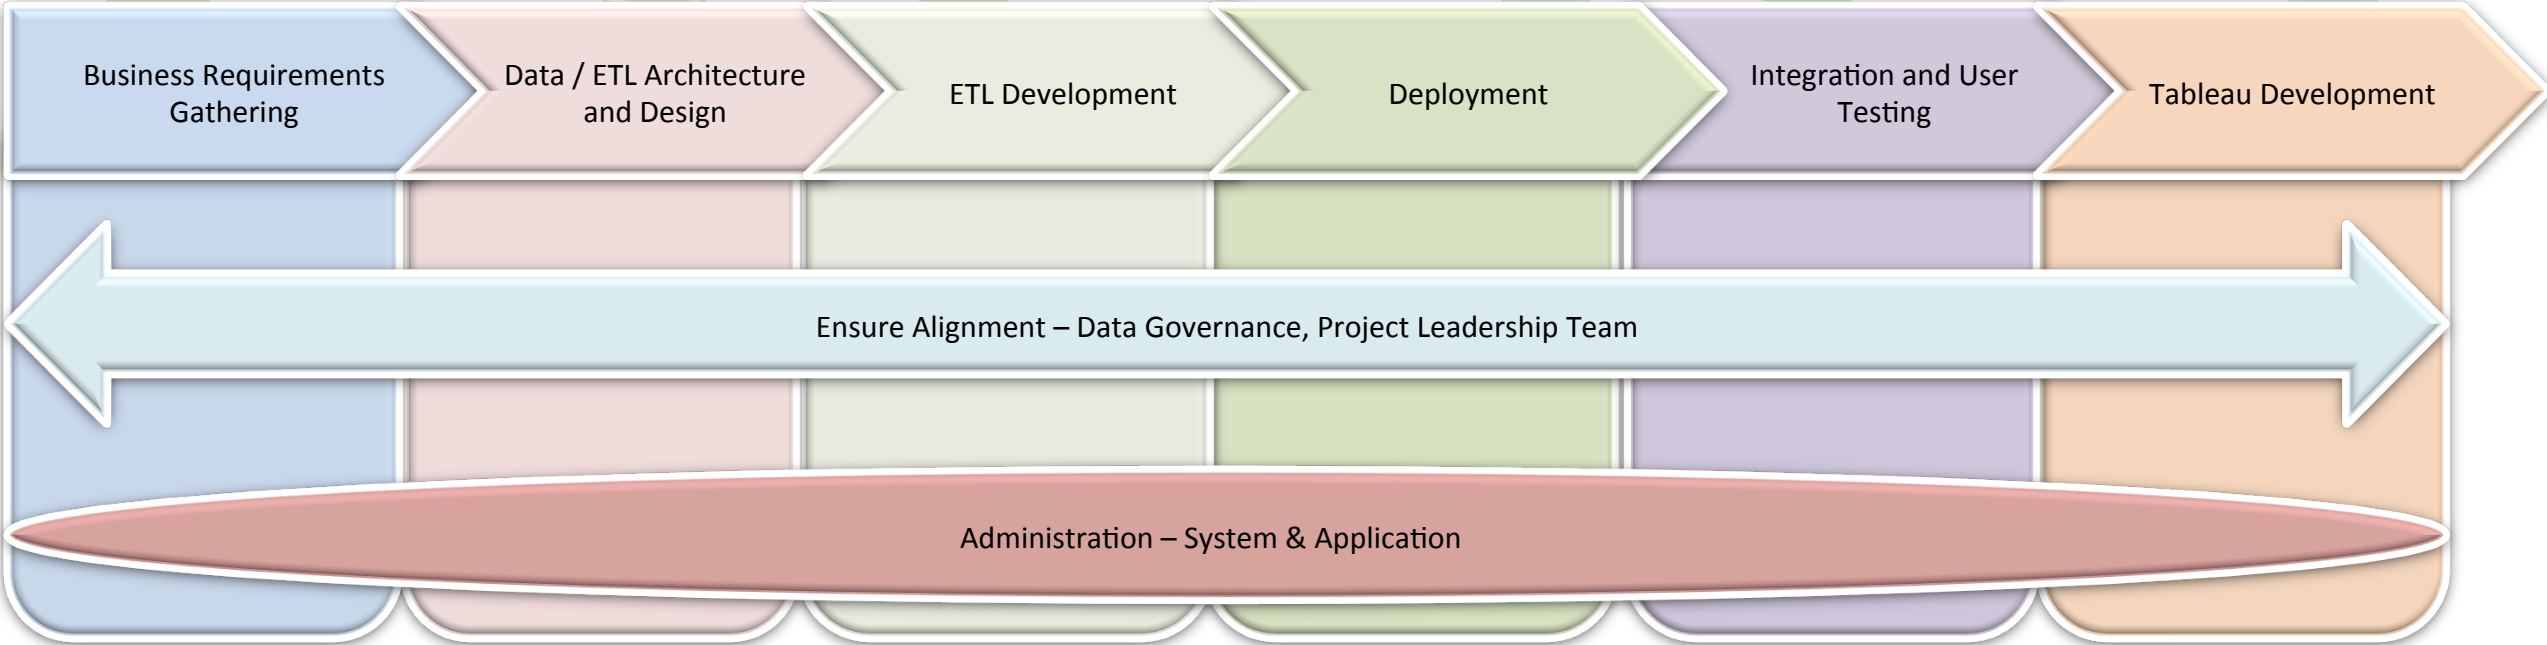 Business Requirements
Gathering
Data / ETL Architecture
and Design
ETL Development
Deployment
Integration and User
Testing
Tableau Development
Ensure Alignment – Data Governance, Project Leadership Team
Administration – System & Application